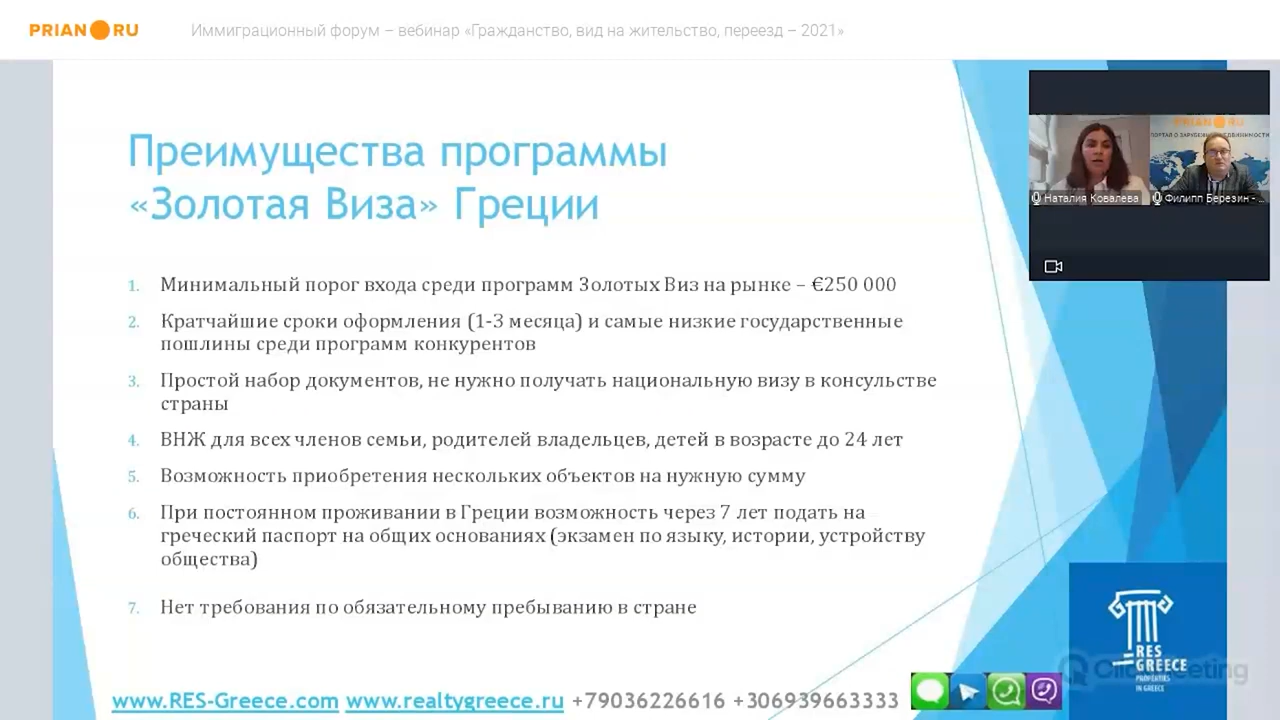 PRIAN RU
Иммиграционный форум – вебинар «Гражданство, вид на жительство, переезд – 2021»
Преимущества программы
«Золотая Виза» Греции
PRIAN RU
Наталия Ковалева
Филипп Березин - ...
1. Минимальный порог входа среди программ Золотых Виз на рынке – €250 000
2. Кратчайшие сроки оформления (1-3 месяца) и самые низкие государственные
пошлины среди программ конкурентов
3. Простой набор документов, не нужно получать национальную визу в консульстве
страны
4. ВНЖ для всех членов семьи, родителей владельцев, детей в возрасте до 24 лет
5. Возможность приобретения нескольких объектов на нужную сумму
6. При постоянном проживании в Греции возможность через 7 лет подать на
греческий паспорт на общих основаниях (экзамен по языку, истории, устройству
общества)
7. Нет требования по обязательному пребыванию в стране
RES
GREECE
PROPERTIES
IN GREECE
ClickMeeting
www.RES-Greece.com www.realtygreece.ru +79036226616 +306939663333